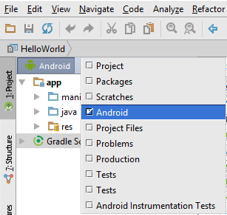 File Edit View Navigate Code Analyze Refactor
HelloWorld
Android
Project
Packages
Scratches
Android
Project Files
Problems
Production
Tests
Tests
Android Instrumentation Tests
app
mani
java
res
Gradle Sc
1: Project
7: Structure